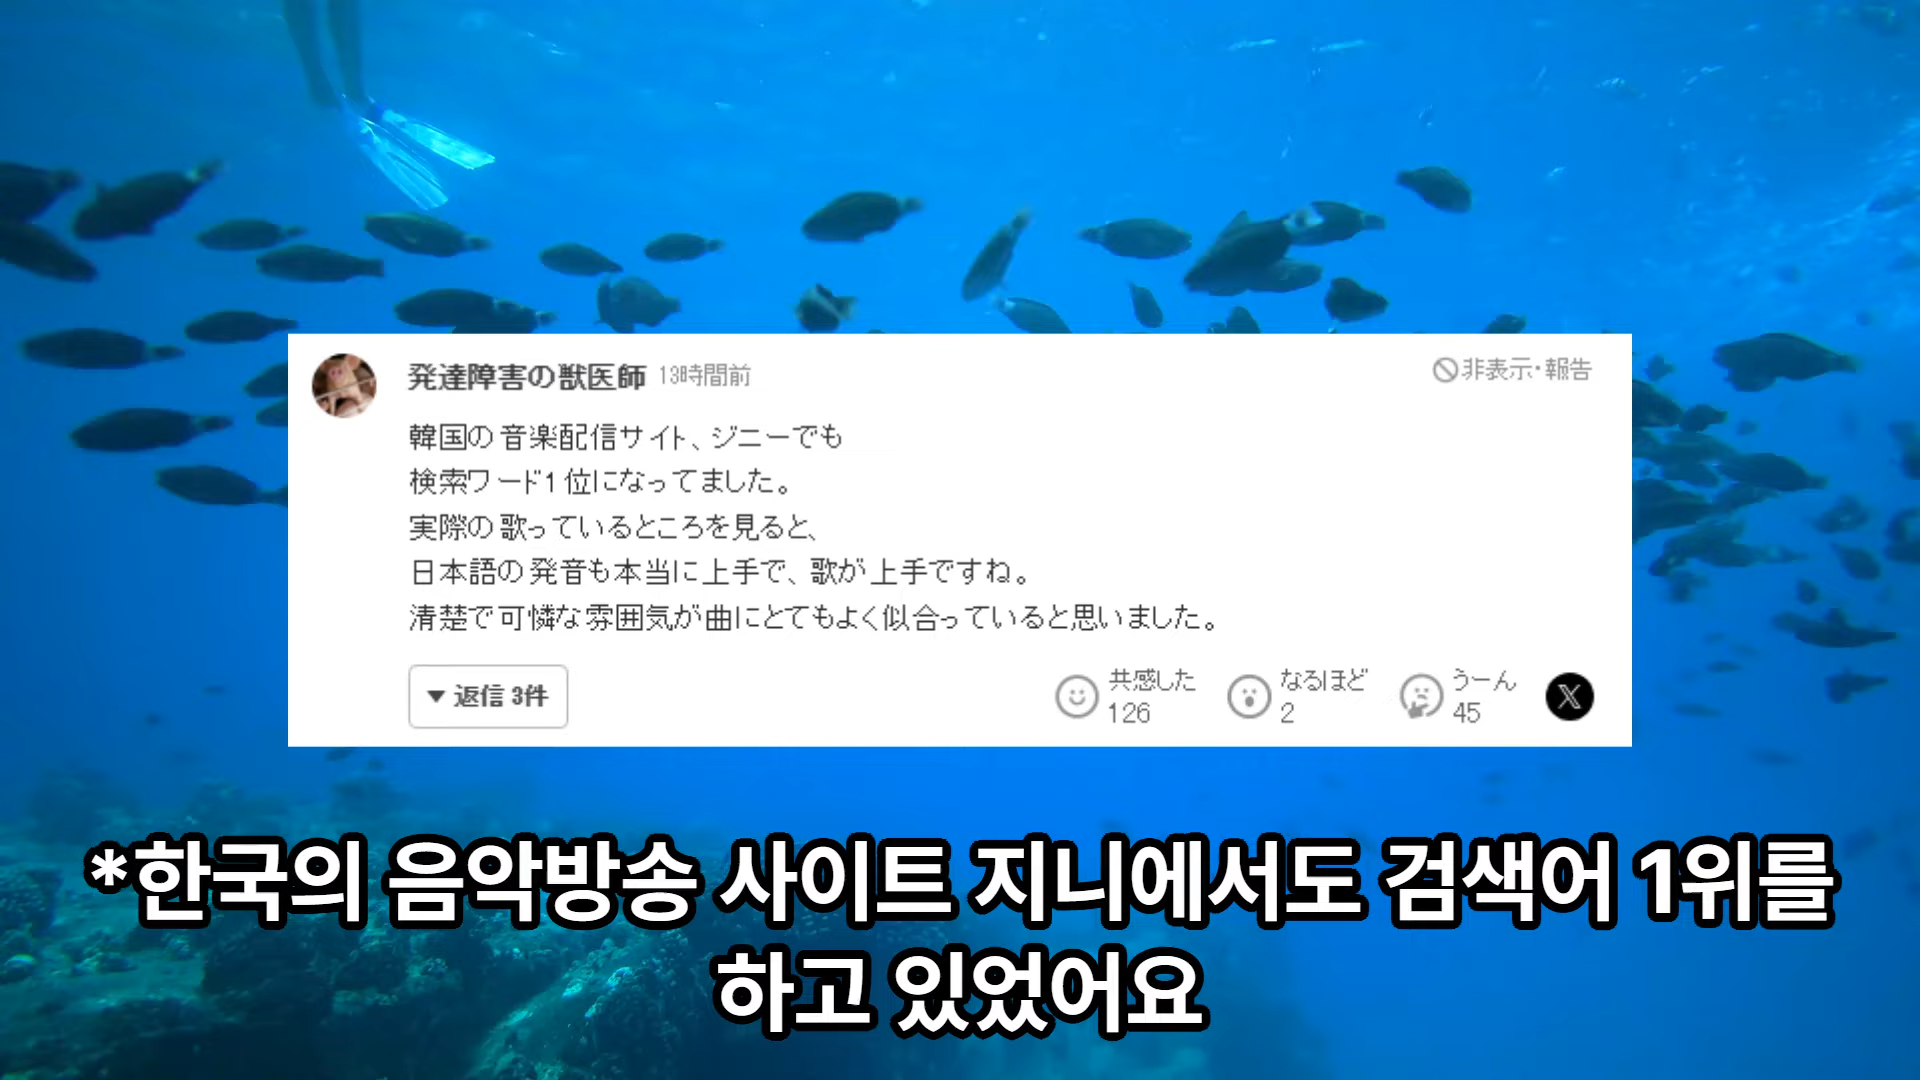 発達障害の獣医師 13時間前
非表示・報告
韓国の音楽配信サイト、ジニーでも
検索ワード1位になってました。
実際の歌っているところを見ると、
日本語の発音も本当に上手で、歌が上手ですね。
清楚で可憐な雰囲気が曲にとてもよく似合っていると思いました。
▼ 返信 3件
共感した
126
なるほど
2
うーん
45
X
*한국의 음악방송 사이트 지니에서도 검색어 1위를
하고 있었어요